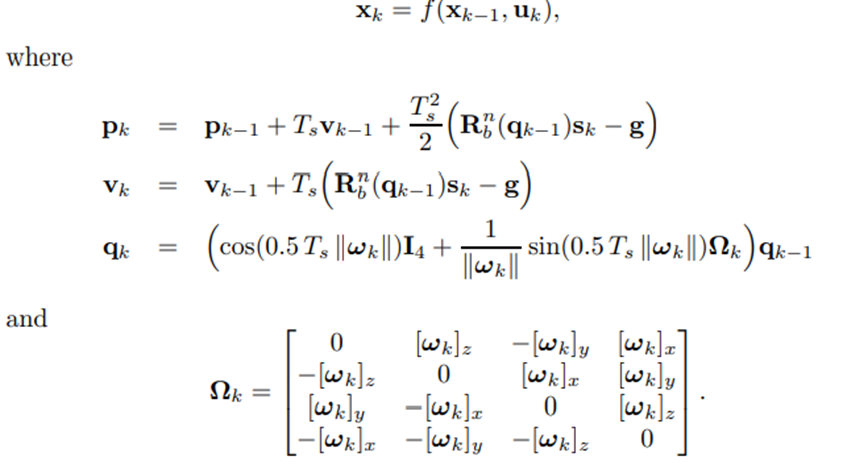 x_k = f(x_{k−1}, u_k),
where
p_k = p_{k−1} + T_s v_{k−1} + \frac{T_s^2}{2} ( R_b^n(q_{k−1}) s_k − g )
v_k = v_{k−1} + T_s ( R_b^n(q_{k−1}) s_k − g )
q_k = ( cos(0.5 T_s ‖ω_k‖) I_4 + \frac{1}{‖ω_k‖} sin(0.5 T_s ‖ω_k‖) Ω_k ) q_{k−1}
and
0 [ω_k]_z −[ω_k]_y [ω_k]_x
−[ω_k]_z 0 [ω_k]_x [ω_k]_y
Ω_k = [ω_k]_y −[ω_k]_x 0 [ω_k]_z .
−[ω_k]_x −[ω_k]_y −[ω_k]_z 0